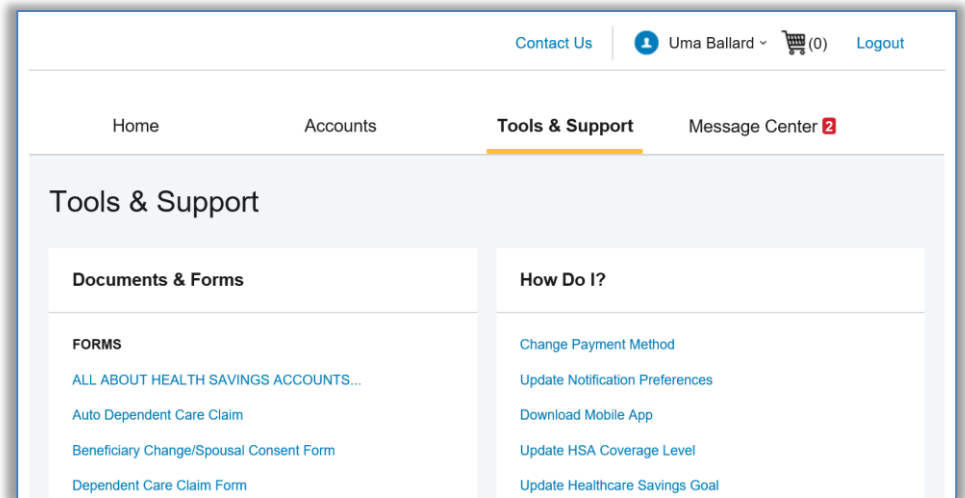 Contact Us
Uma Ballard
(0)
Logout
Home
Accounts
Tools & Support
Message Center 2
Tools & Support
Documents & Forms
FORMS
ALL ABOUT HEALTH SAVINGS ACCOUNTS...
Auto Dependent Care Claim
Beneficiary Change/Spousal Consent Form
Dependent Care Claim Form
How Do I?
Change Payment Method
Update Notification Preferences
Download Mobile App
Update HSA Coverage Level
Update Healthcare Savings Goal